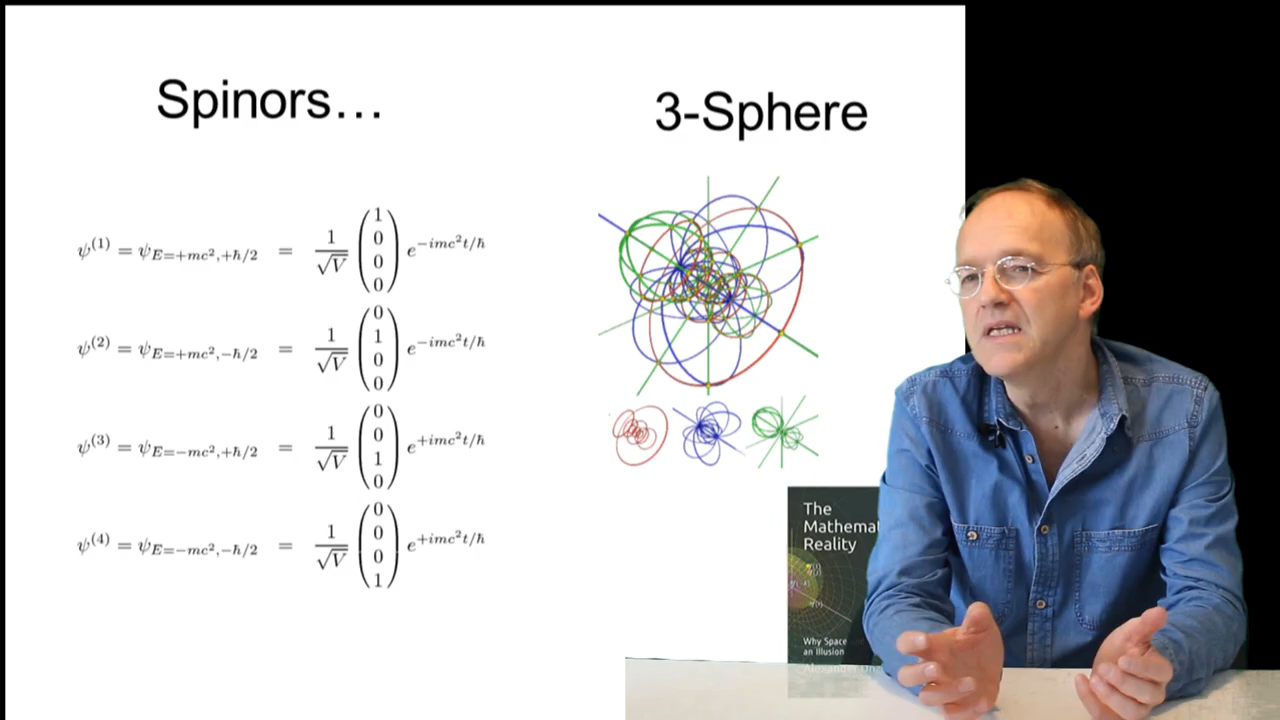 Spinors…
3-Sphere
ψ⁽¹⁾ = ψ_{E=+mc²,+ħ/2} = 1/√V (1 0 0 0) e^{−imc²t/ħ}
ψ⁽²⁾ = ψ_{E=+mc²,−ħ/2} = 1/√V (0 1 0 0) e^{−imc²t/ħ}
ψ⁽³⁾ = ψ_{E=−mc²,+ħ/2} = 1/√V (0 0 1 0) e^{+imc²t/ħ}
ψ⁽⁴⁾ = ψ_{E=−mc²,−ħ/2} = 1/√V (0 0 0 1) e^{+imc²t/ħ}
The
Mathemat
Reality
Why Space
an Illusion
Alexander